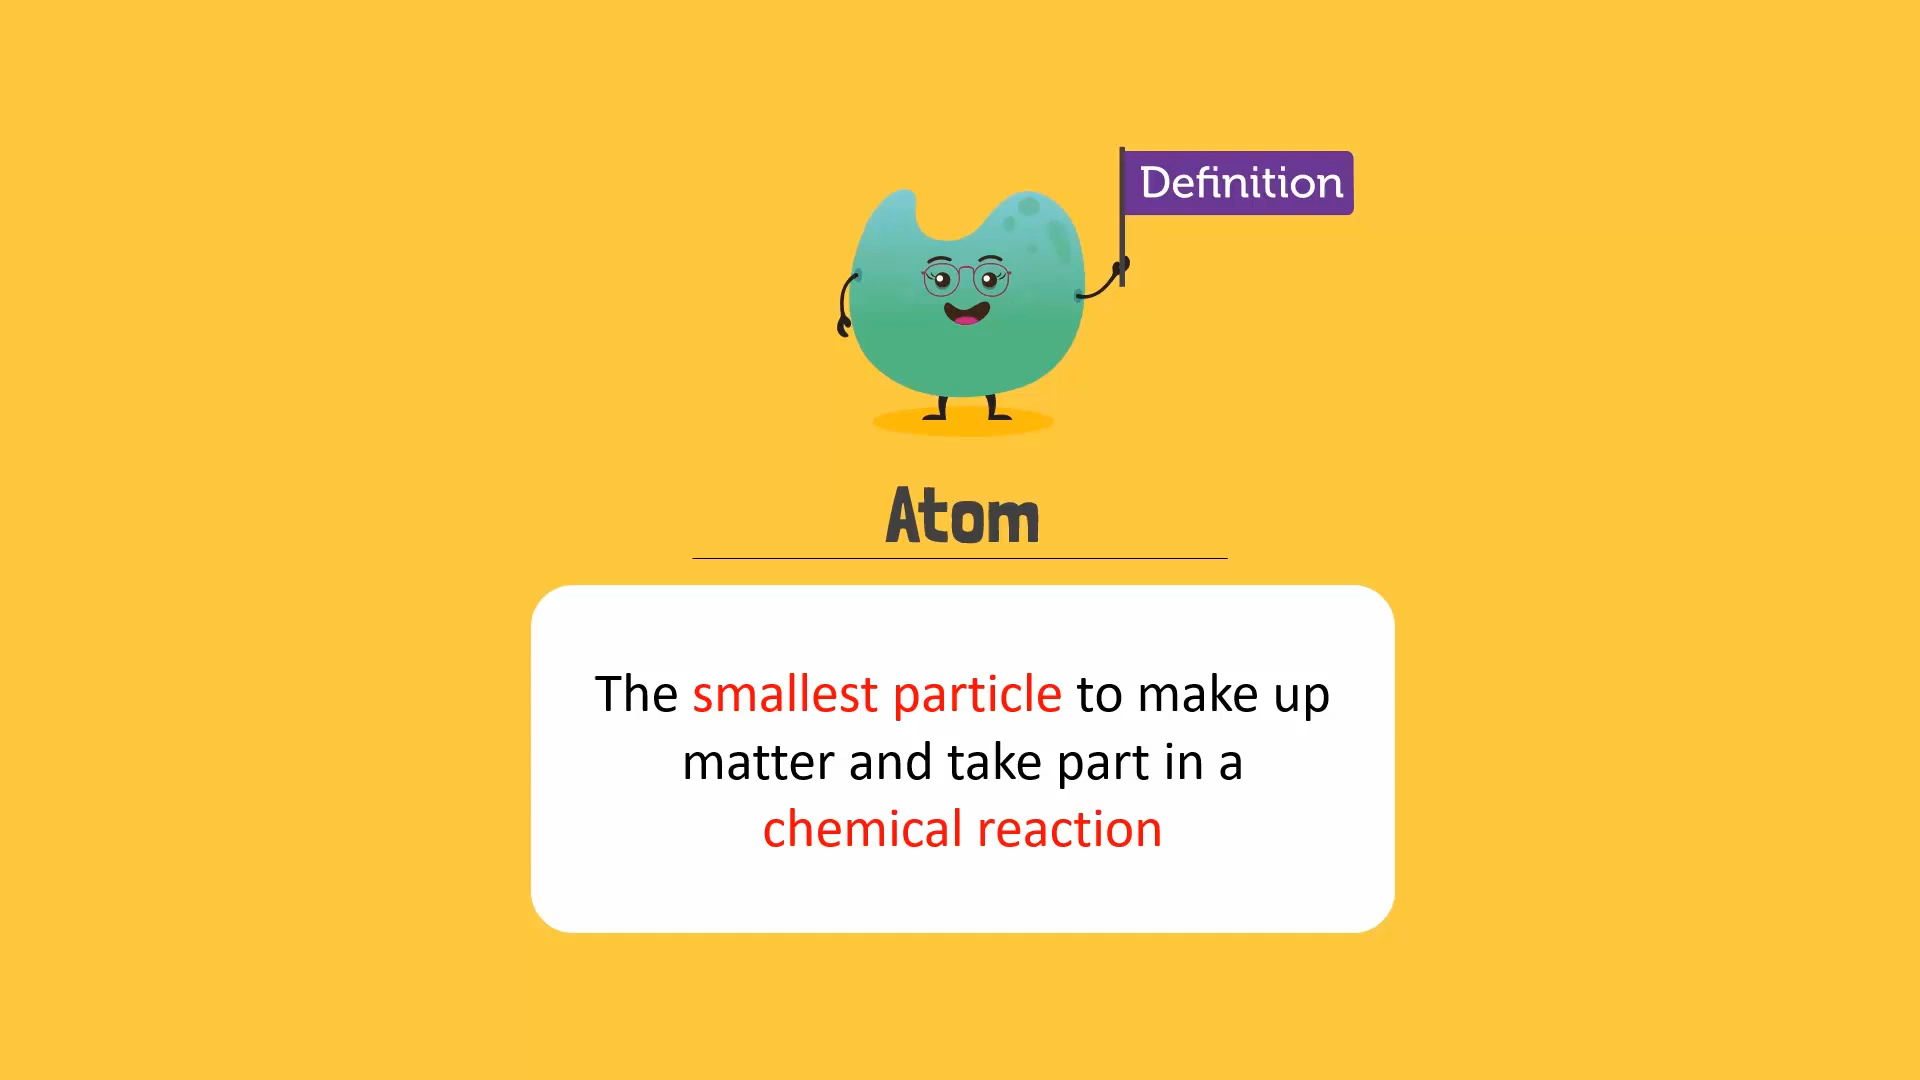 Definition
Atom
The smallest particle to make up
matter and take part in a
chemical reaction